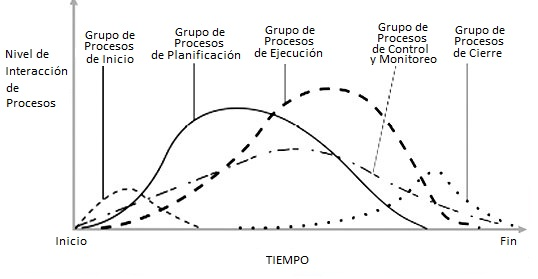 Nivel de
Interacción
de
Procesos
Grupo de
Procesos
de Inicio
Grupo de
Procesos
de Planificación
Grupo de
Procesos
de Ejecución
Grupo de
Procesos
de Control
y Monitoreo
Grupo de
Procesos
de Cierre
Inicio
Fin
TIEMPO